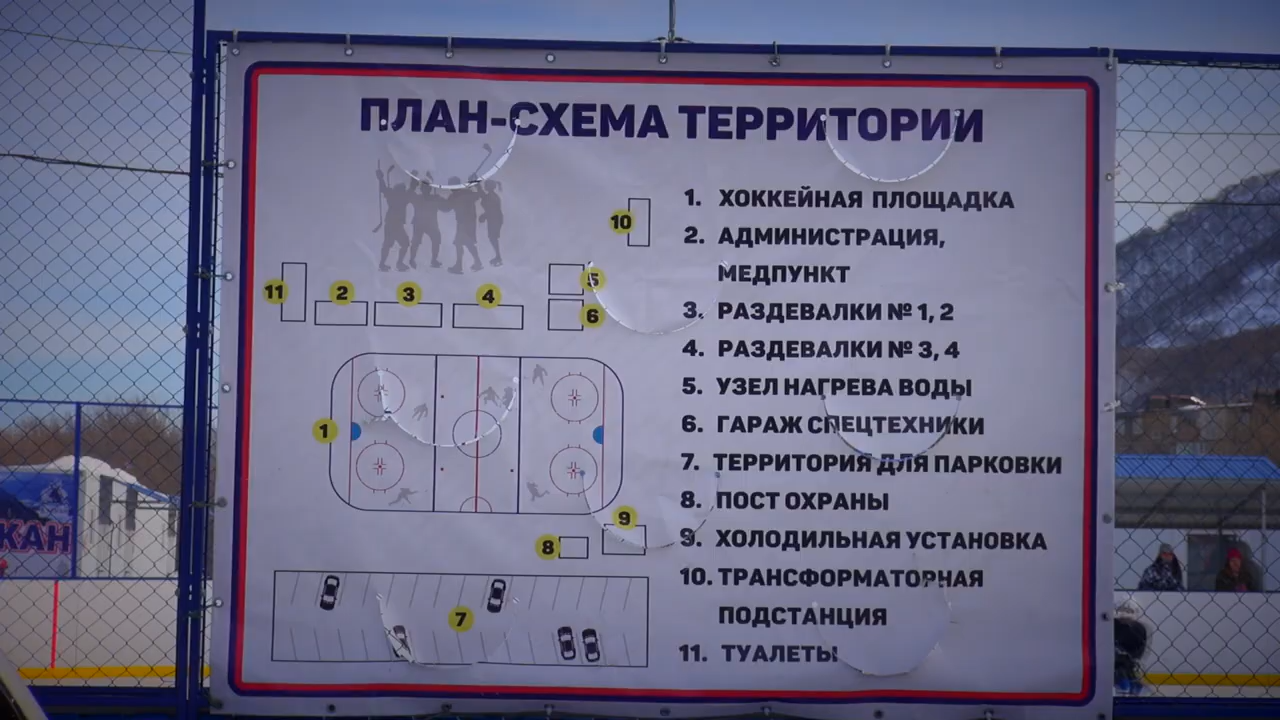 ПЛАН-СХЕМА ТЕРРИТОРИИ
1. ХОККЕЙНАЯ ПЛОЩАДКА
2. АДМИНИСТРАЦИЯ,
МЕДПУНКТ
3. РАЗДЕВАЛКИ № 1, 2
4. РАЗДЕВАЛКИ № 3, 4
5. УЗЕЛ НАГРЕВА ВОДЫ
6. ГАРАЖ СПЕЦТЕХНИКИ
7. ТЕРРИТОРИЯ ДЛЯ ПАРКОВКИ
8. ПОСТ ОХРАНЫ
9. ХОЛОДИЛЬНАЯ УСТАНОВКА
10. ТРАНСФОРМАТОРНАЯ
ПОДСТАНЦИЯ
11. ТУАЛЕТЫ
10
11
2
3
4
5
6
1
9
8
7
КАН